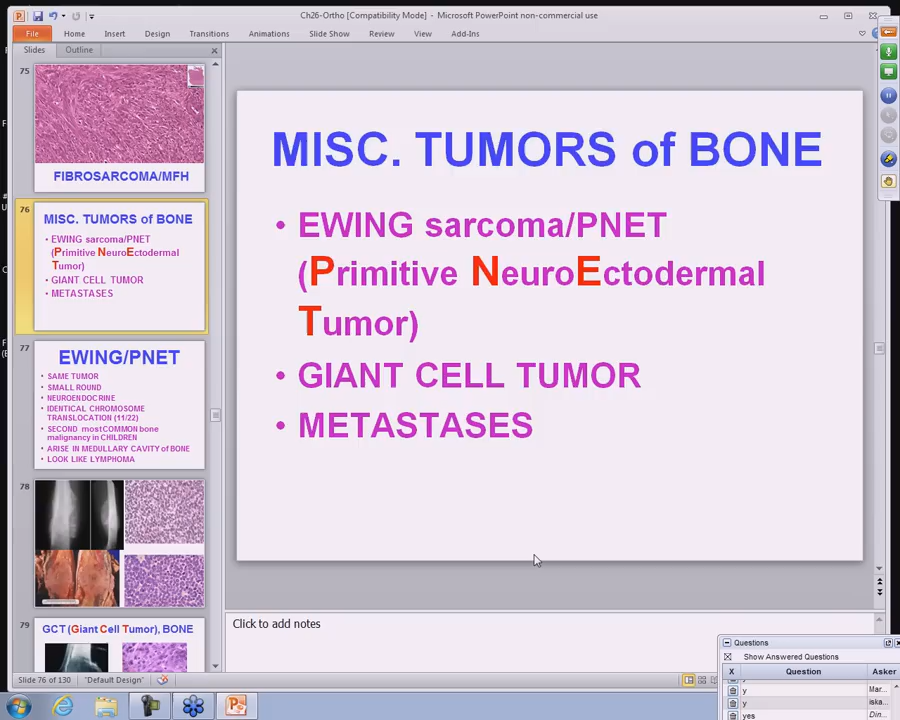 Ch26-Ortho [Compatibility Mode] - Microsoft PowerPoint non-commercial use
File Home Insert Design Transitions Animations Slide Show Review View Add-Ins
Slides Outline
75
FIBROSARCOMA/MFH
76
MISC. TUMORS of BONE
• EWING sarcoma/PNET
(Primitive NeuroEctodermal
Tumor)
• GIANT CELL TUMOR
• METASTASES
77
EWING/PNET
• SAME TUMOR
• SMALL ROUND
• NEUROENDOCRINE
• IDENTICAL CHROMOSOME
TRANSLOCATION (11/22)
• SECOND most COMMON bone
malignancy in CHILDREN
• ARISE IN MEDULLARY CAVITY of BONE
• LOOK LIKE LYMPHOMA
78
79
GCT (Giant Cell Tumor), BONE
MISC. TUMORS of BONE
• EWING sarcoma/PNET
(Primitive NeuroEctodermal
Tumor)
• GIANT CELL TUMOR
• METASTASES
Click to add notes
Questions
Show Answered Questions
X Question Asker
y Mar...
y iska...
yes Din...
Slide 76 of 130 "Default Design"